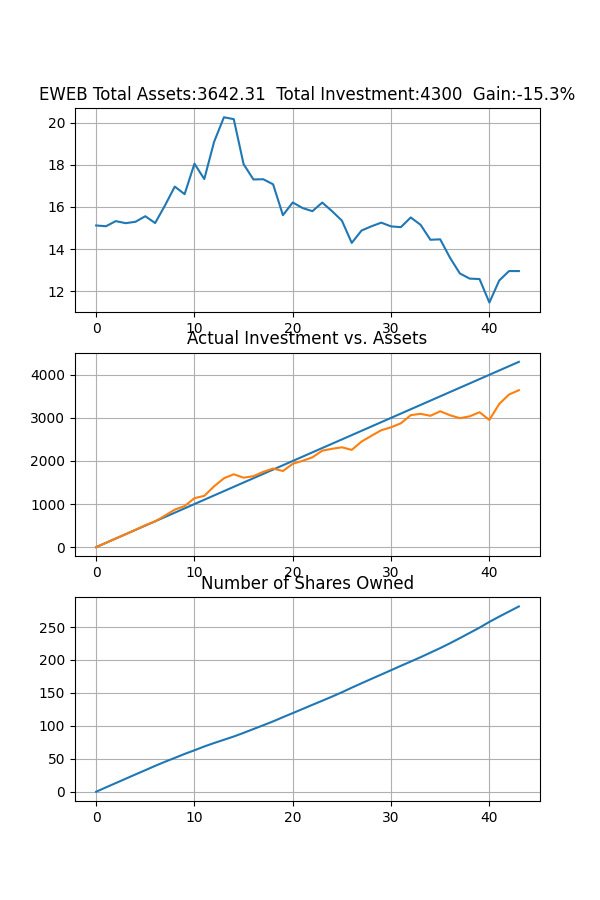 EWEB Total Assets:3642.31  Total Investment:4300  Gain:-15.3%
20
18
16
14
12
0 10 20 30 40
Actual Investment vs. Assets
4000
3000
2000
1000
0
0 10 20 30 40
Number of Shares Owned
250
200
150
100
50
0
0 10 20 30 40